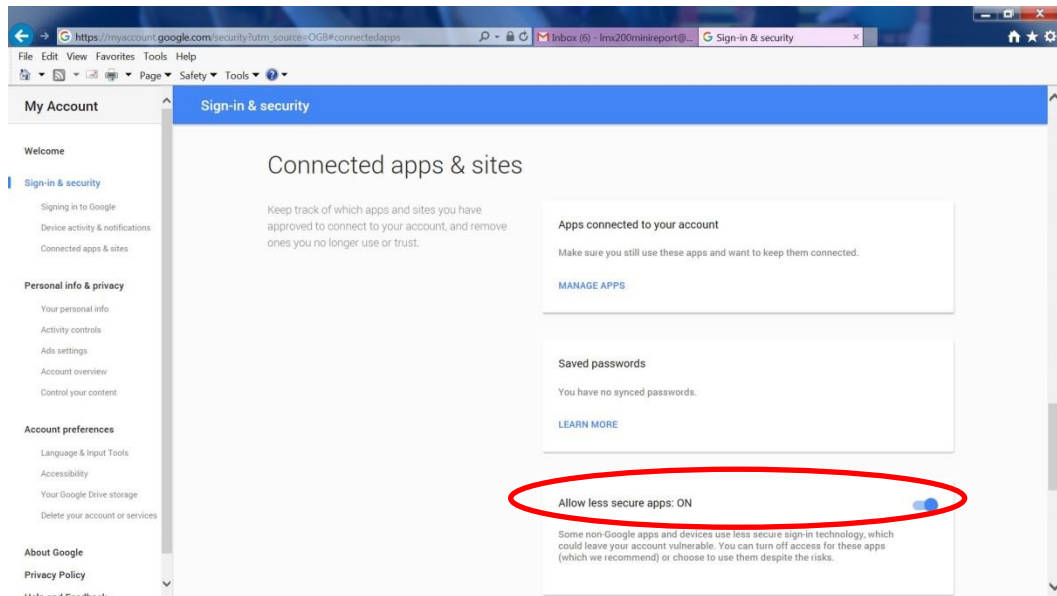 https://myaccount.google.com/security?utm_source=OGB#connectedapps
Inbox (6) - lmx200minireport@...
Sign-in & security
File Edit View Favorites Tools Help
Page Safety Tools
My Account
Sign-in & security
Welcome
Sign-in & security
Signing in to Google
Device activity & notifications
Connected apps & sites
Personal info & privacy
Your personal info
Activity controls
Ads settings
Account overview
Control your content
Account preferences
Language & Input Tools
Accessibility
Your Google Drive storage
Delete your account or services
About Google
Privacy Policy
Help and Feedback
Connected apps & sites
Keep track of which apps and sites you have
approved to connect to your account, and remove
ones you no longer use or trust.
Apps connected to your account
Make sure you still use these apps and want to keep them connected.
MANAGE APPS
Saved passwords
You have no synced passwords.
LEARN MORE
Allow less secure apps: ON
Some non-Google apps and devices use less secure sign-in technology, which
could leave your account vulnerable. You can turn off access for these apps
(which we recommend) or choose to use them despite the risks.